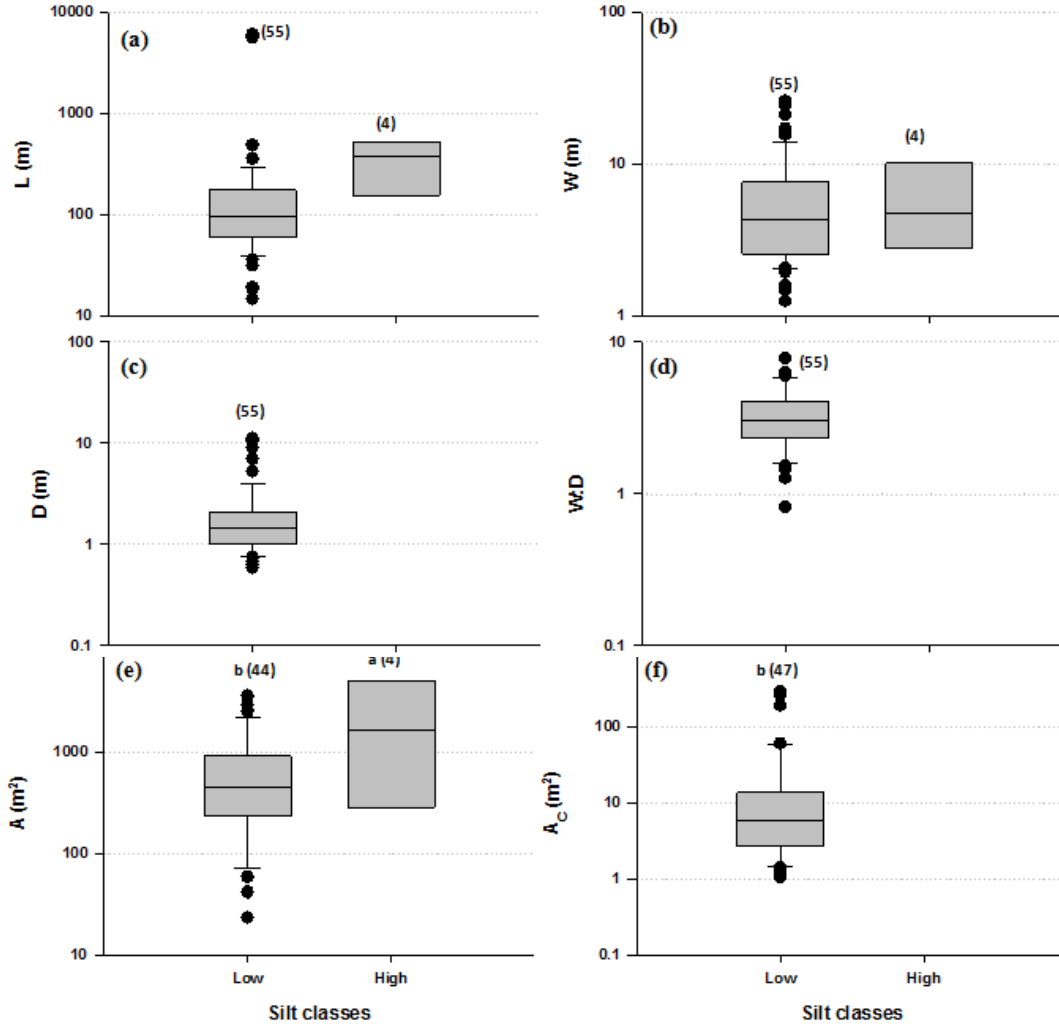 (a)
10000
1000
100
10
L (m)
(55)
(4)
(b)
100
10
1
W (m)
(55)
(4)
(c)
100
10
1
0.1
D (m)
(55)
(d)
10
1
0.1
W:D
(55)
(e)
1000
100
10
A (m²)
b (44)
a (4)
Low
High
Silt classes
(f)
100
10
1
0.1
A_C (m²)
b (47)
Low
High
Silt classes